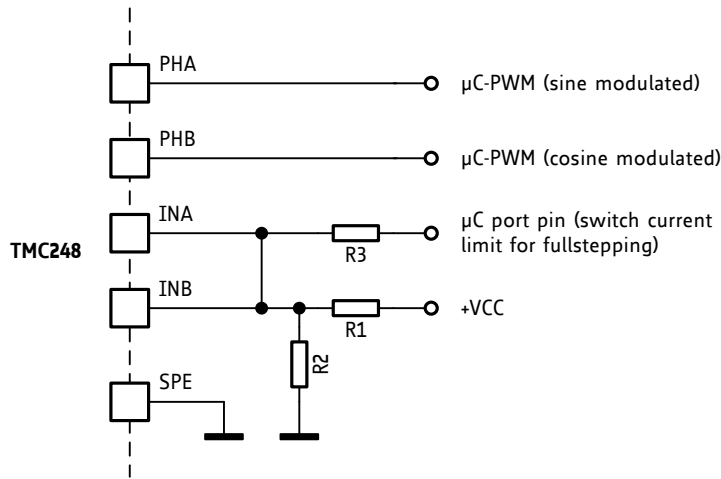 PHA
µC-PWM (sine modulated)
PHB
µC-PWM (cosine modulated)
INA
µC port pin (switch current
limit for fullstepping)
R3
TMC248
INB
+VCC
R1
R2
SPE